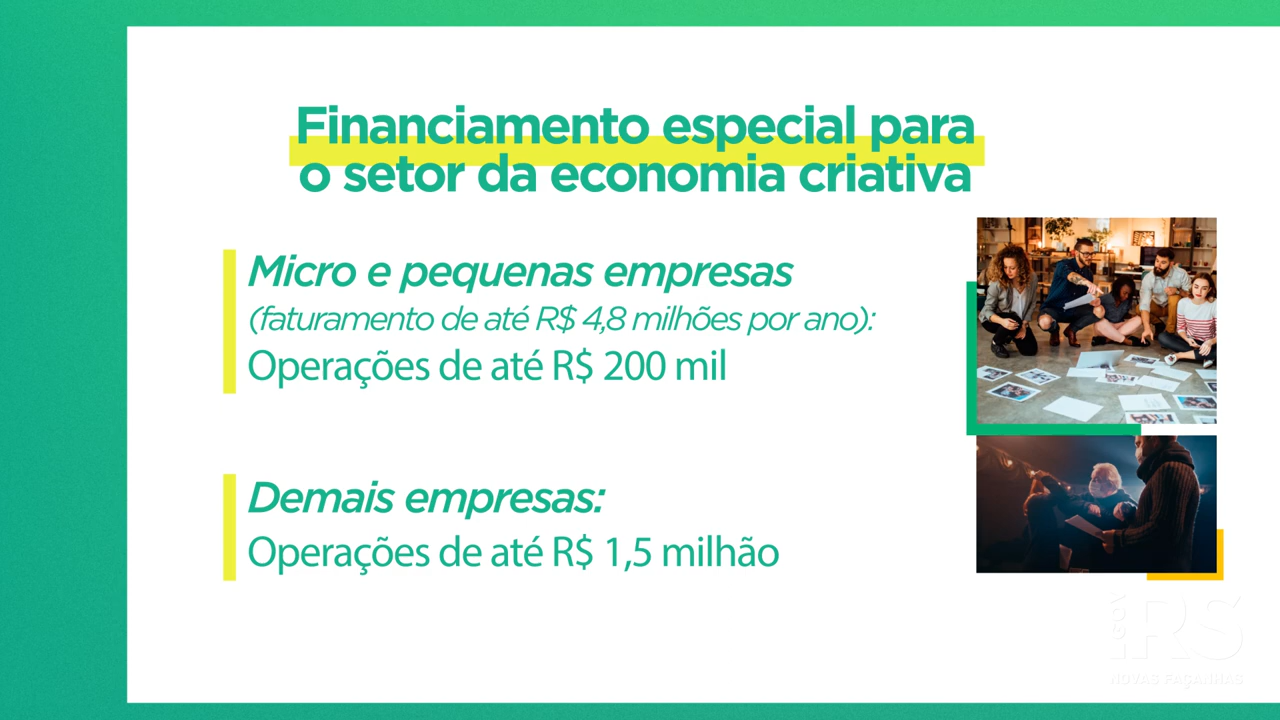 Financiamento especial para
o setor da economia criativa
Micro e pequenas empresas
(faturamento de até R$ 4,8 milhões por ano):
Operações de até R$ 200 mil
Demais empresas:
Operações de até R$ 1,5 milhão
RS
NOVAS FAÇANHAS